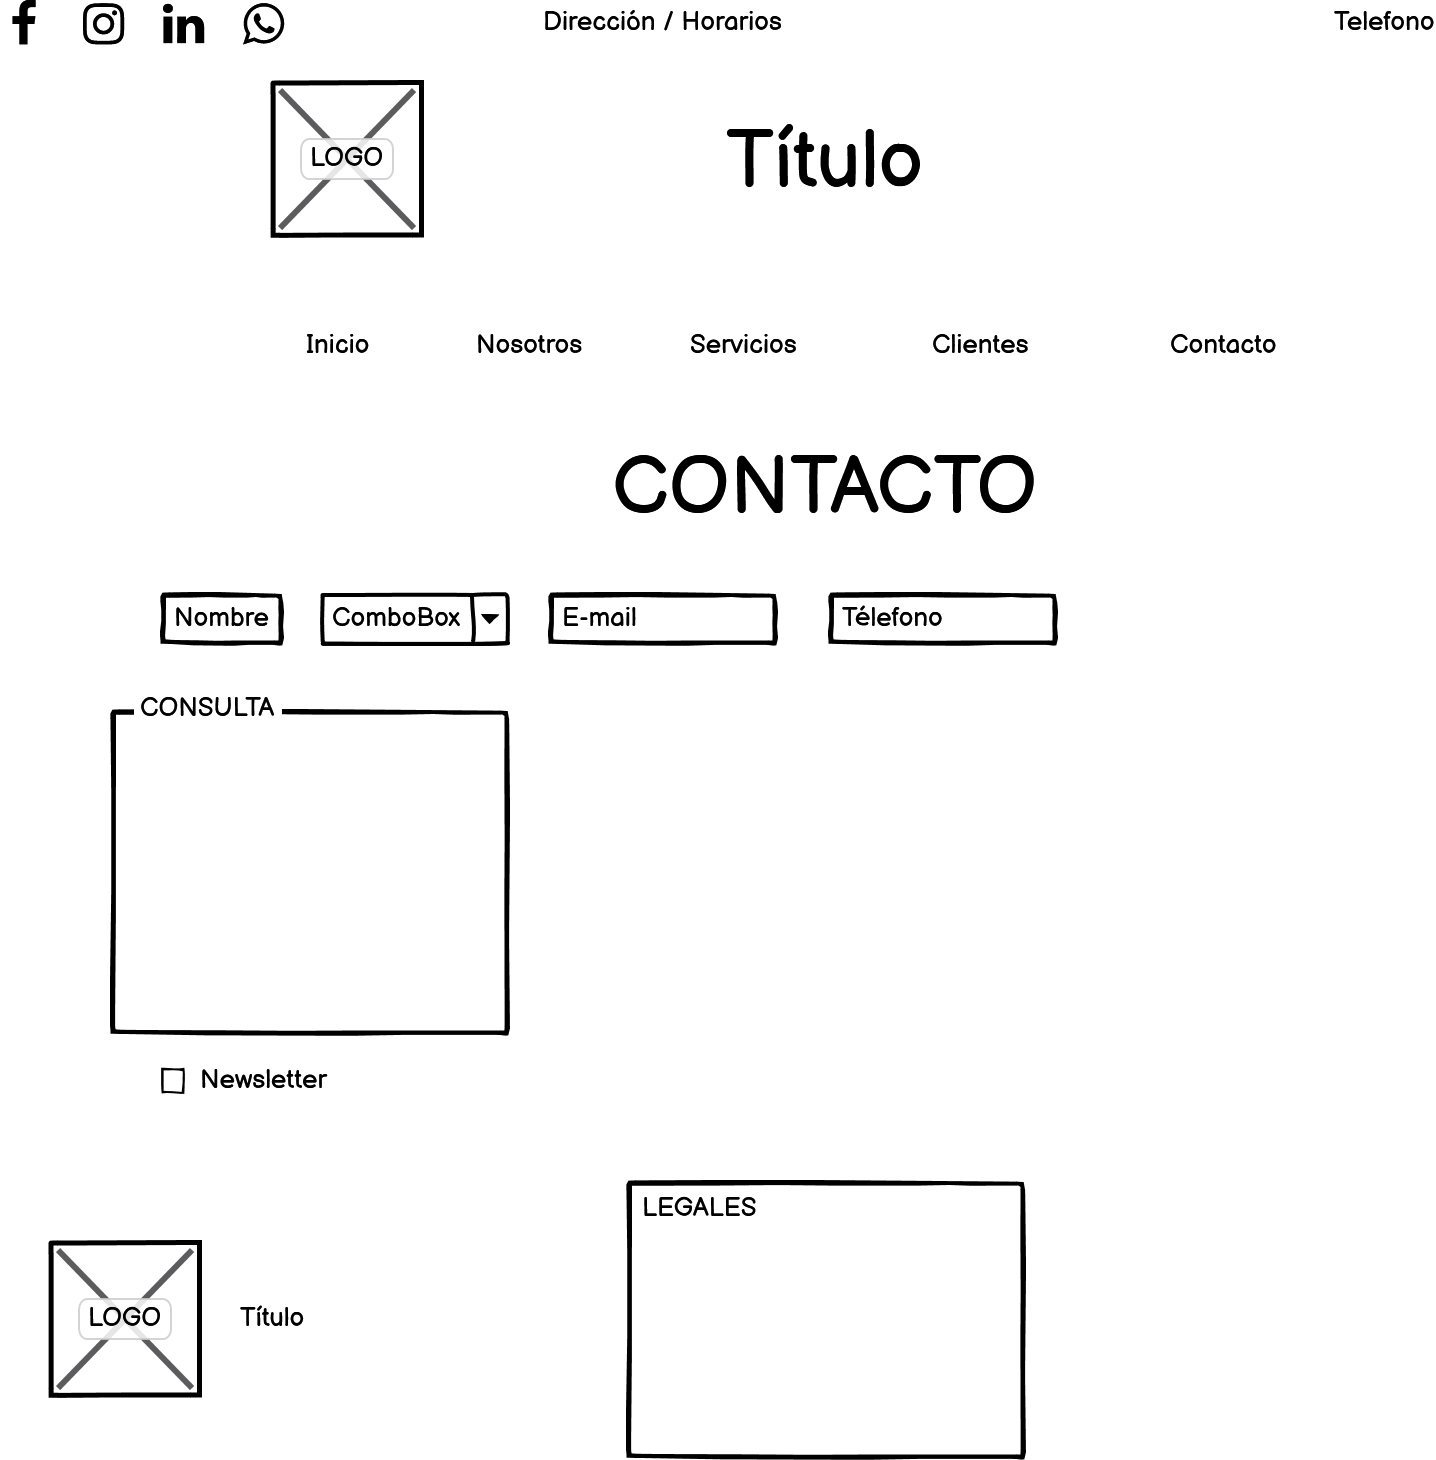 Dirección / Horarios
Telefono
LOGO
Título
Inicio
Nosotros
Servicios
Clientes
Contacto
CONTACTO
Nombre
ComboBox
E-mail
Télefono
CONSULTA
Newsletter
LEGALES
LOGO
Título